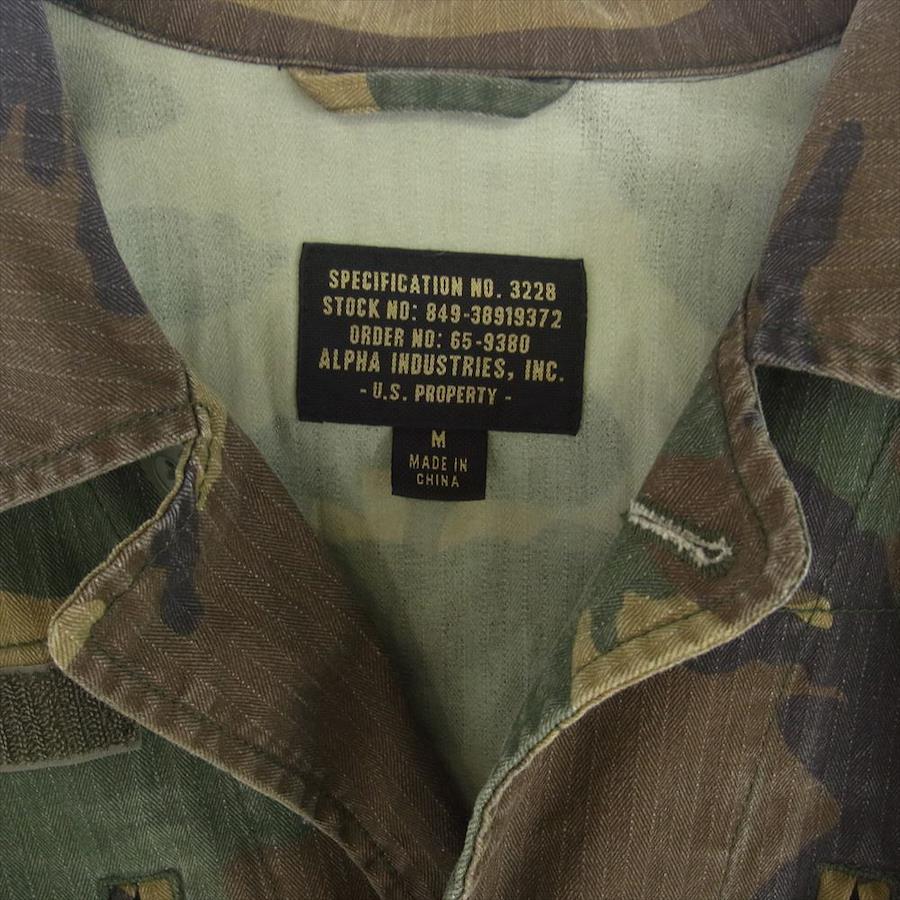 SPECIFICATION NO. 3228
STOCK NO: 849-38919372
ORDER NO: 65-9380
ALPHA INDUSTRIES, INC.
- U.S. PROPERTY -
M
MADE IN
CHINA